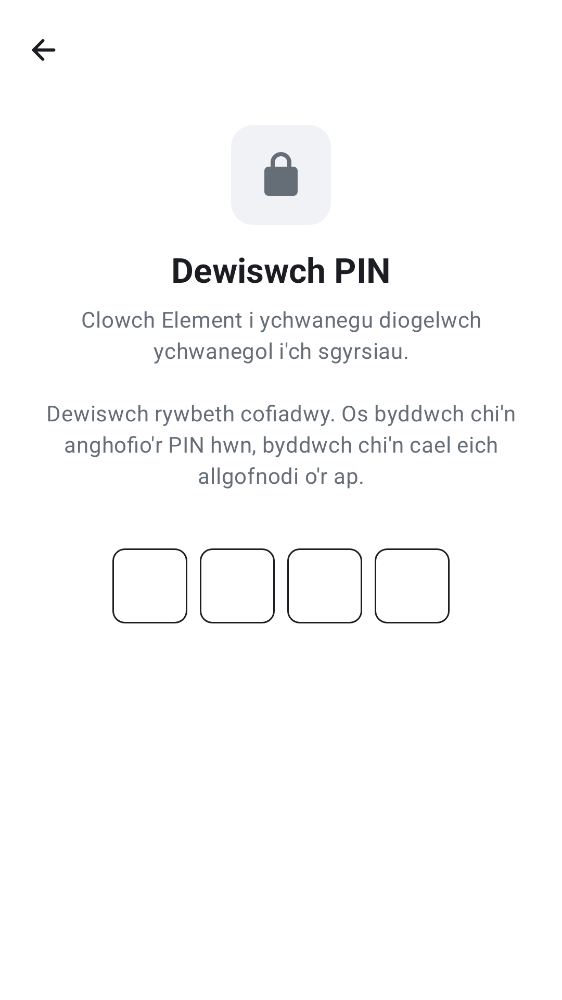 Dewiswch PIN
Clowch Element i ychwanegu diogelwch
ychwanegol i'ch sgyrsiau.
Dewiswch rywbeth cofiadwy. Os byddwch chi'n
anghofio'r PIN hwn, byddwch chi'n cael eich
allgofnodi o'r ap.